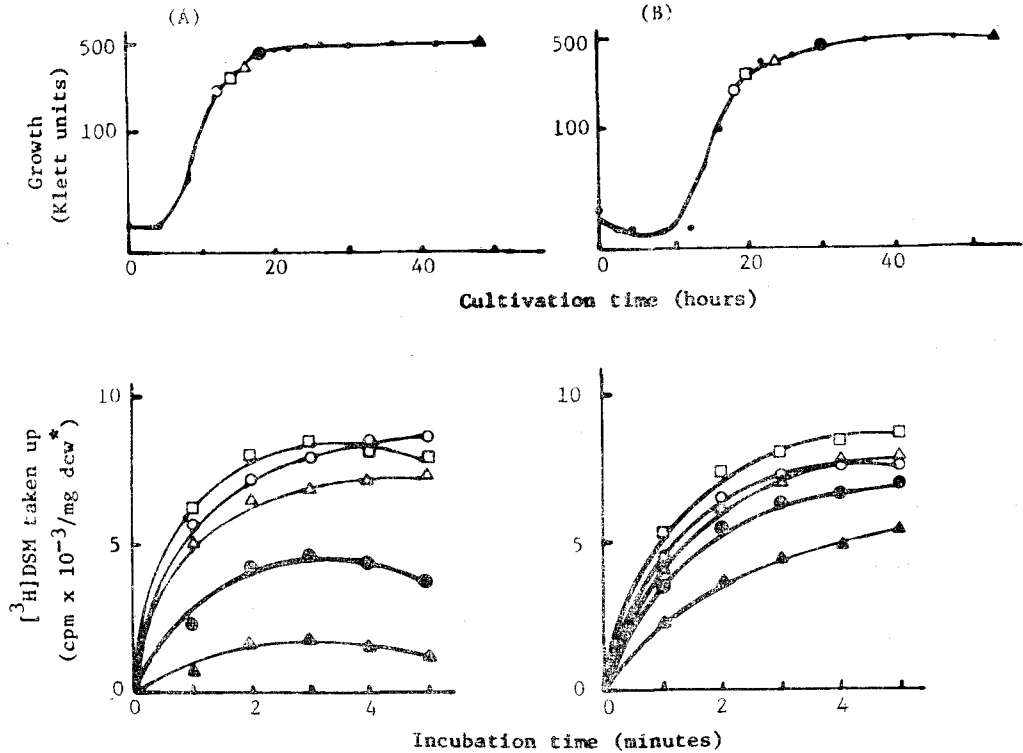 (A)
(B)
Growth
(Klett units)
500
100
0
20
40
500
100
0
20
40
Cultivation time (hours)
[³H]DSM taken up
(cpm x 10⁻³/mg dcw*)
10
5
0
0
2
4
10
5
0
0
2
4
Incubation time (minutes)